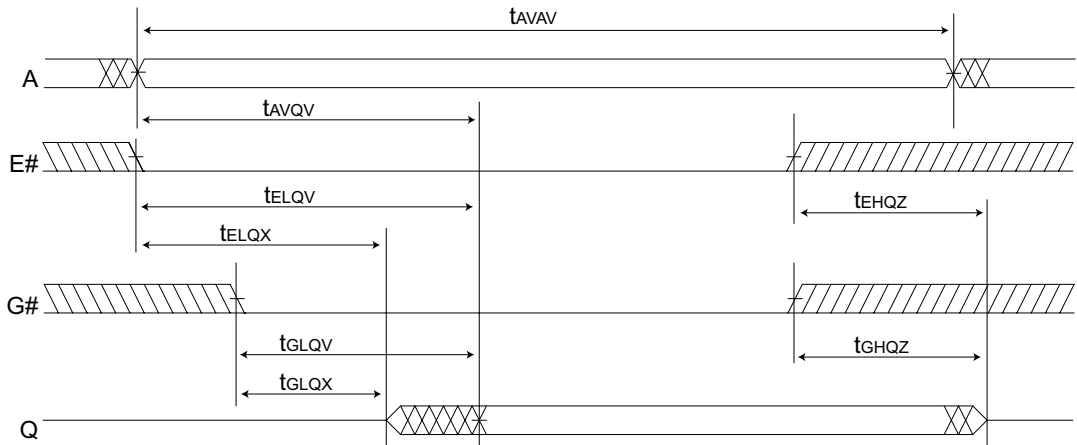 tAVAV
A
tAVQV
E#
tELQV
tEHQZ
tELQX
G#
tGLQV
tGHQZ
tGLQX
Q